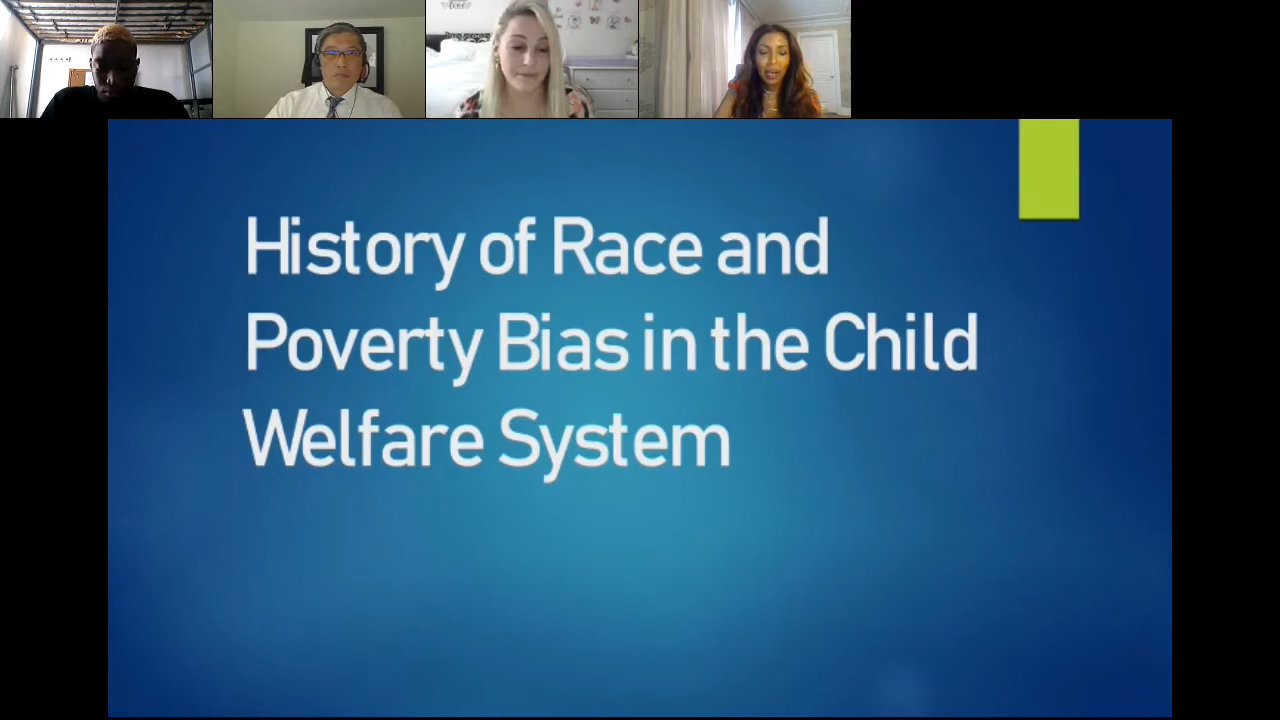 History of Race and
Poverty Bias in the Child
Welfare System